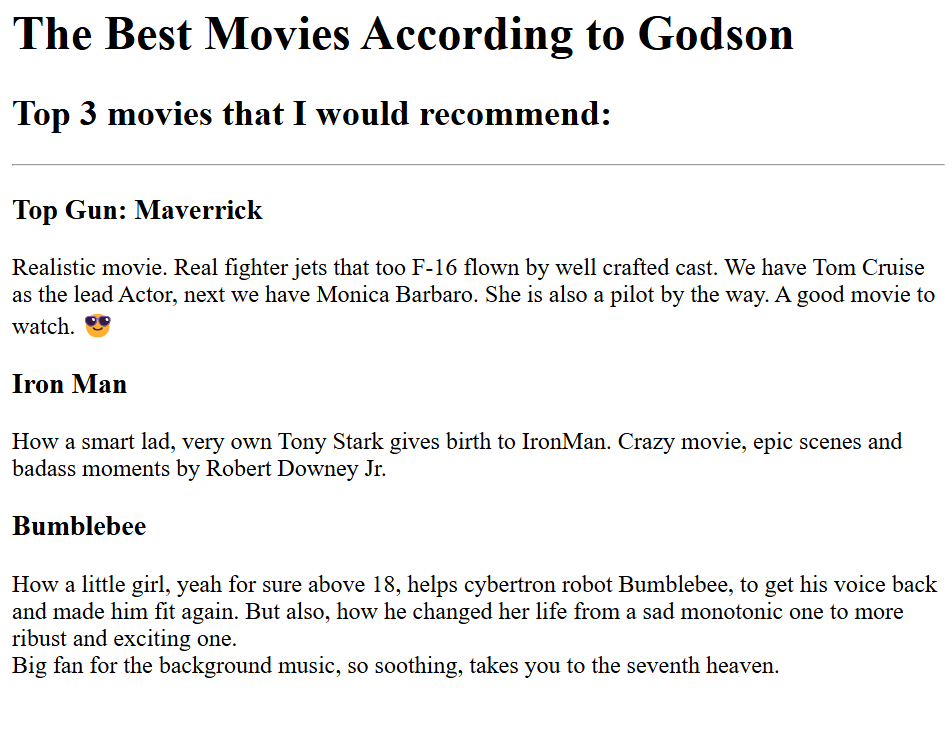 The Best Movies According to Godson
Top 3 movies that I would recommend:
Top Gun: Maverrick
Realistic movie. Real fighter jets that too F-16 flown by well crafted cast. We have Tom Cruise
as the lead Actor, next we have Monica Barbaro. She is also a pilot by the way. A good movie to
watch. 😎
Iron Man
How a smart lad, very own Tony Stark gives birth to IronMan. Crazy movie, epic scenes and
badass moments by Robert Downey Jr.
Bumblebee
How a little girl, yeah for sure above 18, helps cybertron robot Bumblebee, to get his voice back
and made him fit again. But also, how he changed her life from a sad monotonic one to more
ribust and exciting one.
Big fan for the background music, so soothing, takes you to the seventh heaven.